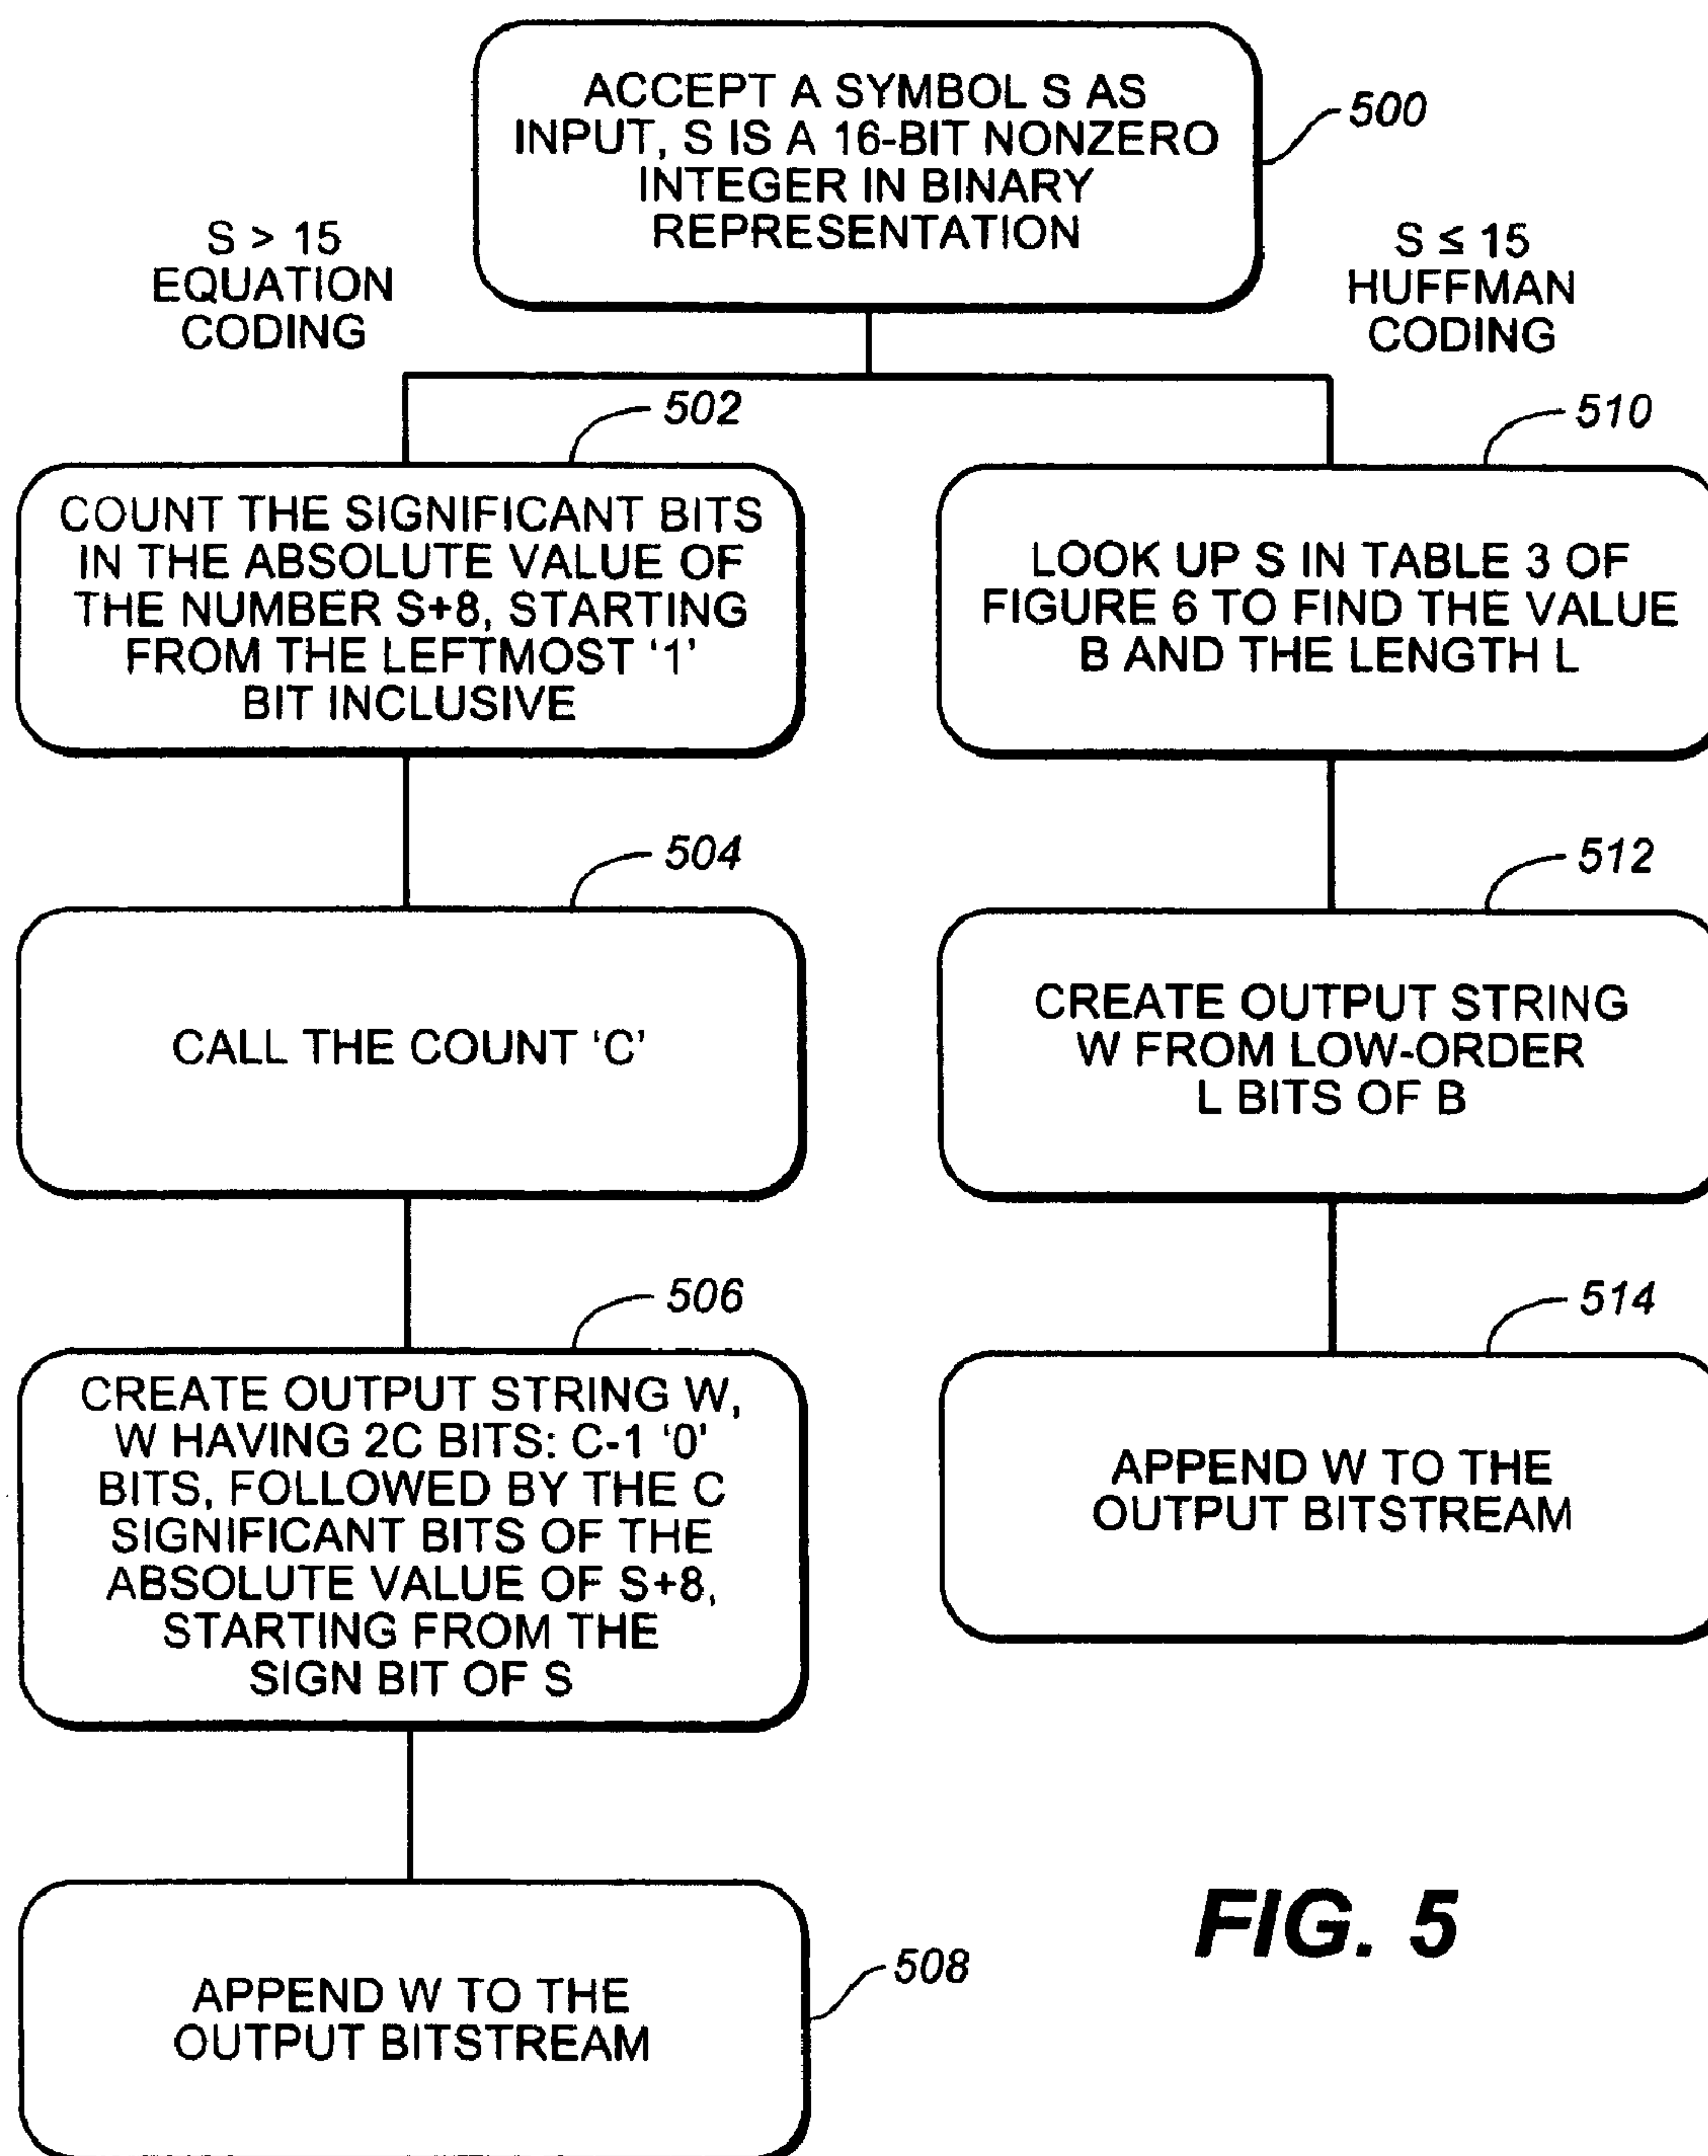 ACCEPT A SYMBOL S AS
INPUT, S IS A 16-BIT NONZERO
INTEGER IN BINARY
REPRESENTATION
500
S > 15
EQUATION
CODING
S ≤ 15
HUFFMAN
CODING
502
COUNT THE SIGNIFICANT BITS
IN THE ABSOLUTE VALUE OF
THE NUMBER S+8, STARTING
FROM THE LEFTMOST ‘1’
BIT INCLUSIVE
510
LOOK UP S IN TABLE 3 OF
FIGURE 6 TO FIND THE VALUE
B AND THE LENGTH L
504
CALL THE COUNT ‘C’
512
CREATE OUTPUT STRING
W FROM LOW-ORDER
L BITS OF B
506
CREATE OUTPUT STRING W,
W HAVING 2C BITS: C-1 ‘0’
BITS, FOLLOWED BY THE C
SIGNIFICANT BITS OF THE
ABSOLUTE VALUE OF S+8,
STARTING FROM THE
SIGN BIT OF S
514
APPEND W TO THE
OUTPUT BITSTREAM
508
APPEND W TO THE
OUTPUT BITSTREAM
FIG. 5